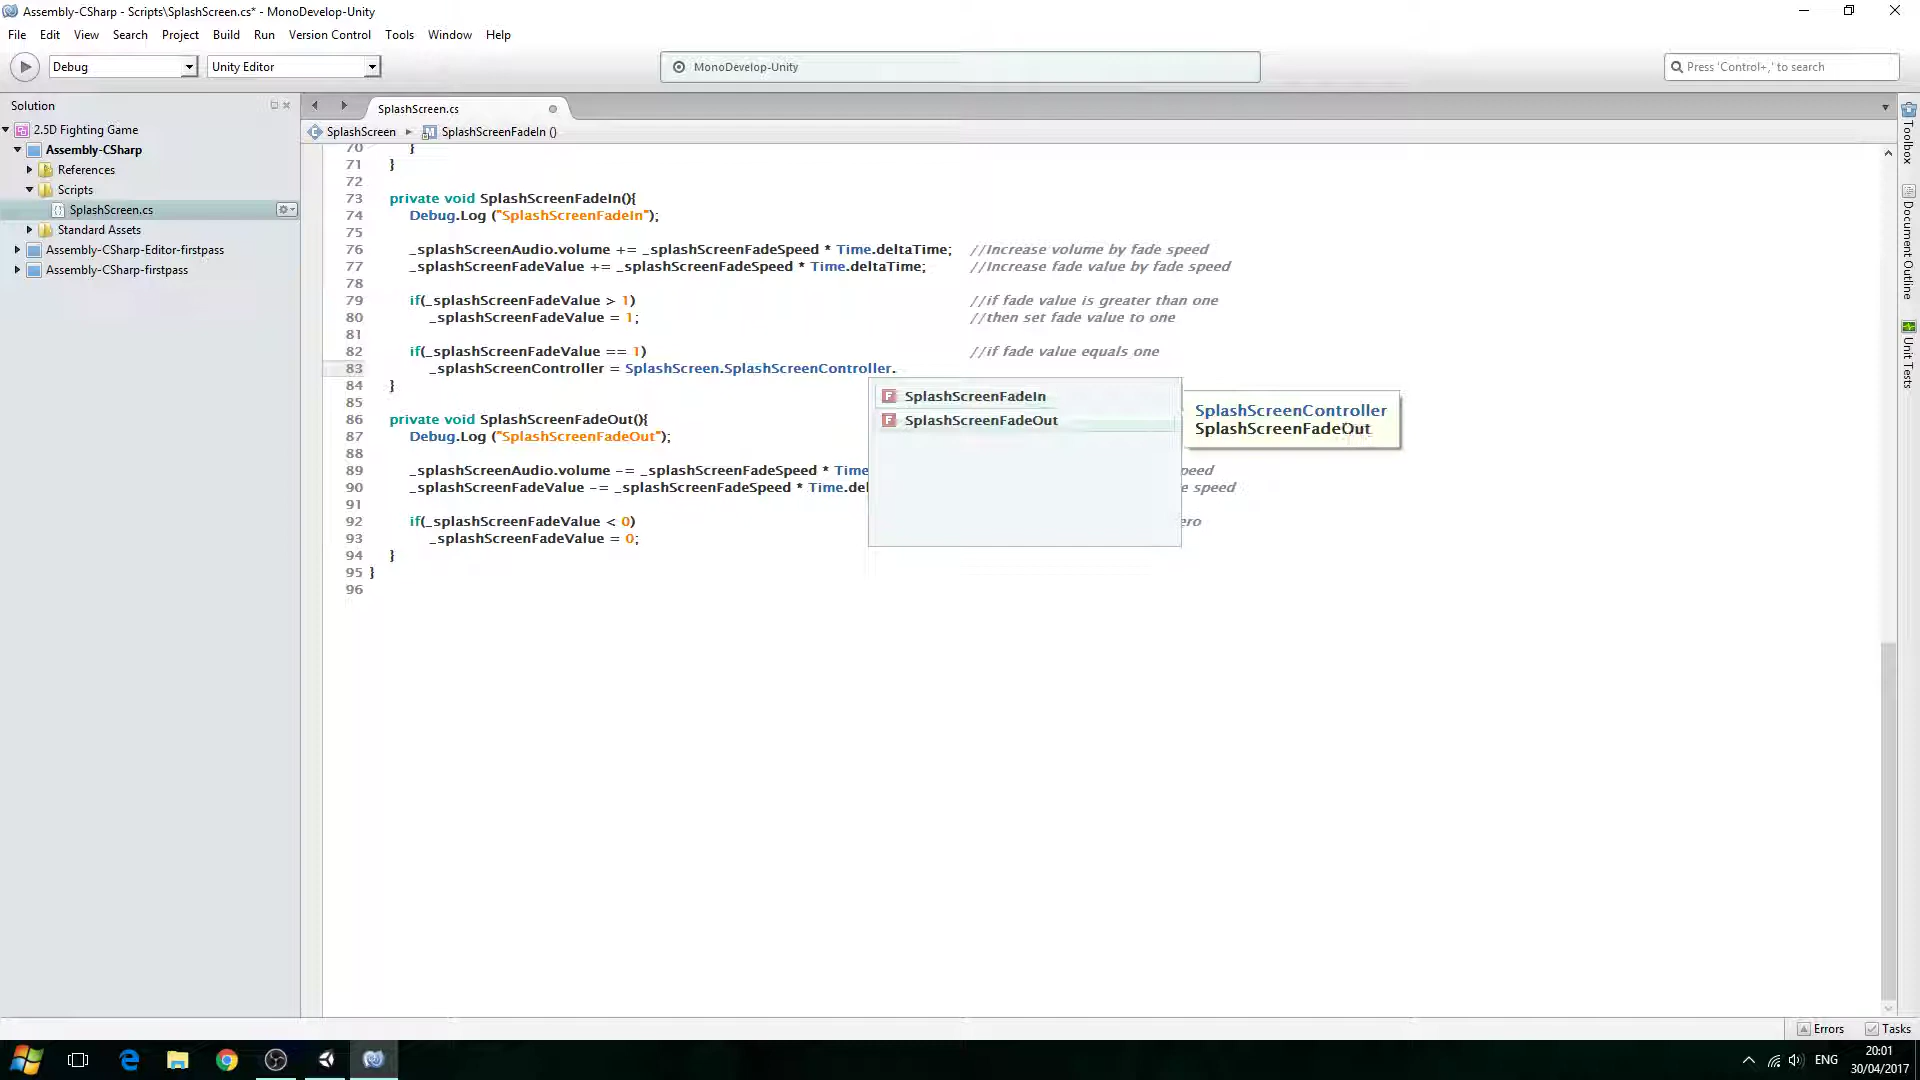 Assembly-CSharp - Scripts\SplashScreen.cs* - MonoDevelop-Unity
File Edit View Search Project Build Run Version Control Tools Window Help
Debug
Unity Editor
MonoDevelop-Unity
Press 'Control+,' to search
Solution
2.5D Fighting Game
Assembly-CSharp
References
Scripts
SplashScreen.cs
Standard Assets
Assembly-CSharp-Editor-firstpass
Assembly-CSharp-firstpass
SplashScreen.cs
SplashScreen SplashScreenFadeIn ()
70 }
71 }
72
73 private void SplashScreenFadeIn(){
74 Debug.Log ("SplashScreenFadeIn");
75
76 _splashScreenAudio.volume += _splashScreenFadeSpeed * Time.deltaTime; //Increase volume by fade speed
77 _splashScreenFadeValue += _splashScreenFadeSpeed * Time.deltaTime; //Increase fade value by fade speed
78
79 if(_splashScreenFadeValue > 1) //if fade value is greater than one
80 _splashScreenFadeValue = 1; //then set fade value to one
81
82 if(_splashScreenFadeValue == 1) //if fade value equals one
83 _splashScreenController = SplashScreen.SplashScreenController.
84 }
85
86 private void SplashScreenFadeOut(){
87 Debug.Log ("SplashScreenFadeOut");
88
89 _splashScreenAudio.volume -= _splashScreenFadeSpeed * Time peed
90 _splashScreenFadeValue -= _splashScreenFadeSpeed * Time.del e speed
91
92 if(_splashScreenFadeValue < 0) ero
93 _splashScreenFadeValue = 0;
94 }
95 }
96
SplashScreenFadeIn
SplashScreenFadeOut
SplashScreenController
SplashScreenFadeOut
Toolbox
Document Outline
Unit Tests
Errors
Tasks
ENG
20:01
30/04/2017